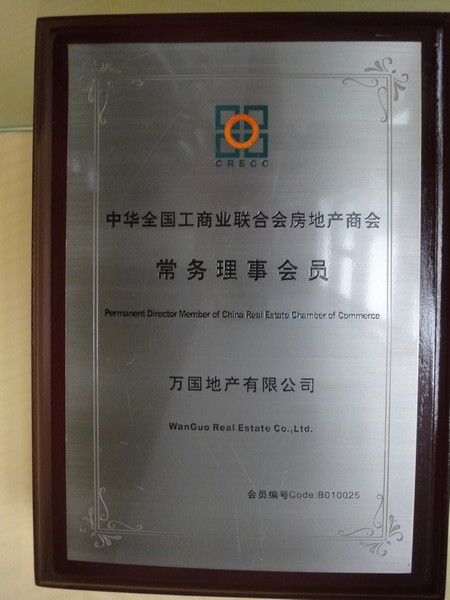 CRECC
中华全国工商业联合会房地产商会
常务理事会员
Permanent Director Member of China Real Estate Chamber of Commerce
万国地产有限公司
WanGuo Real Estate Co.,Ltd.
会员编号Code:B010025